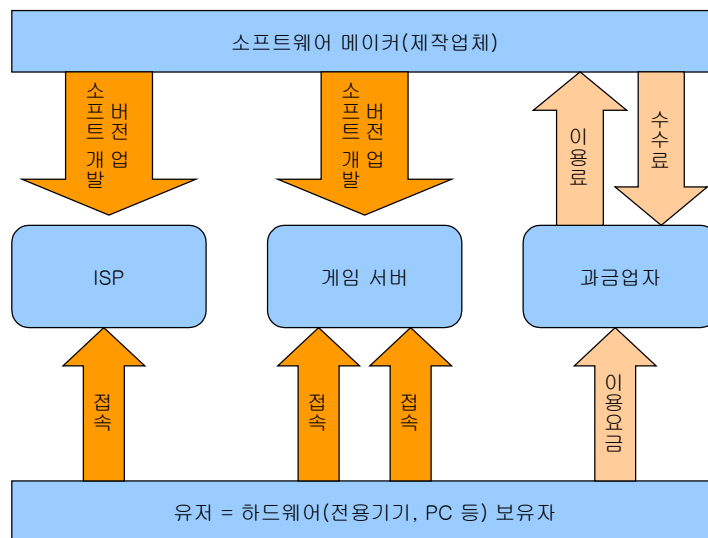 소프트웨어 메이커(제작업체)
소프트 개발
버전 업
소프트 개발
버전 업
이용료
수수료
ISP
게임 서버
과금업자
접속
접속
접속
이용요금
유저 = 하드웨어(전용기기, PC 등) 보유자